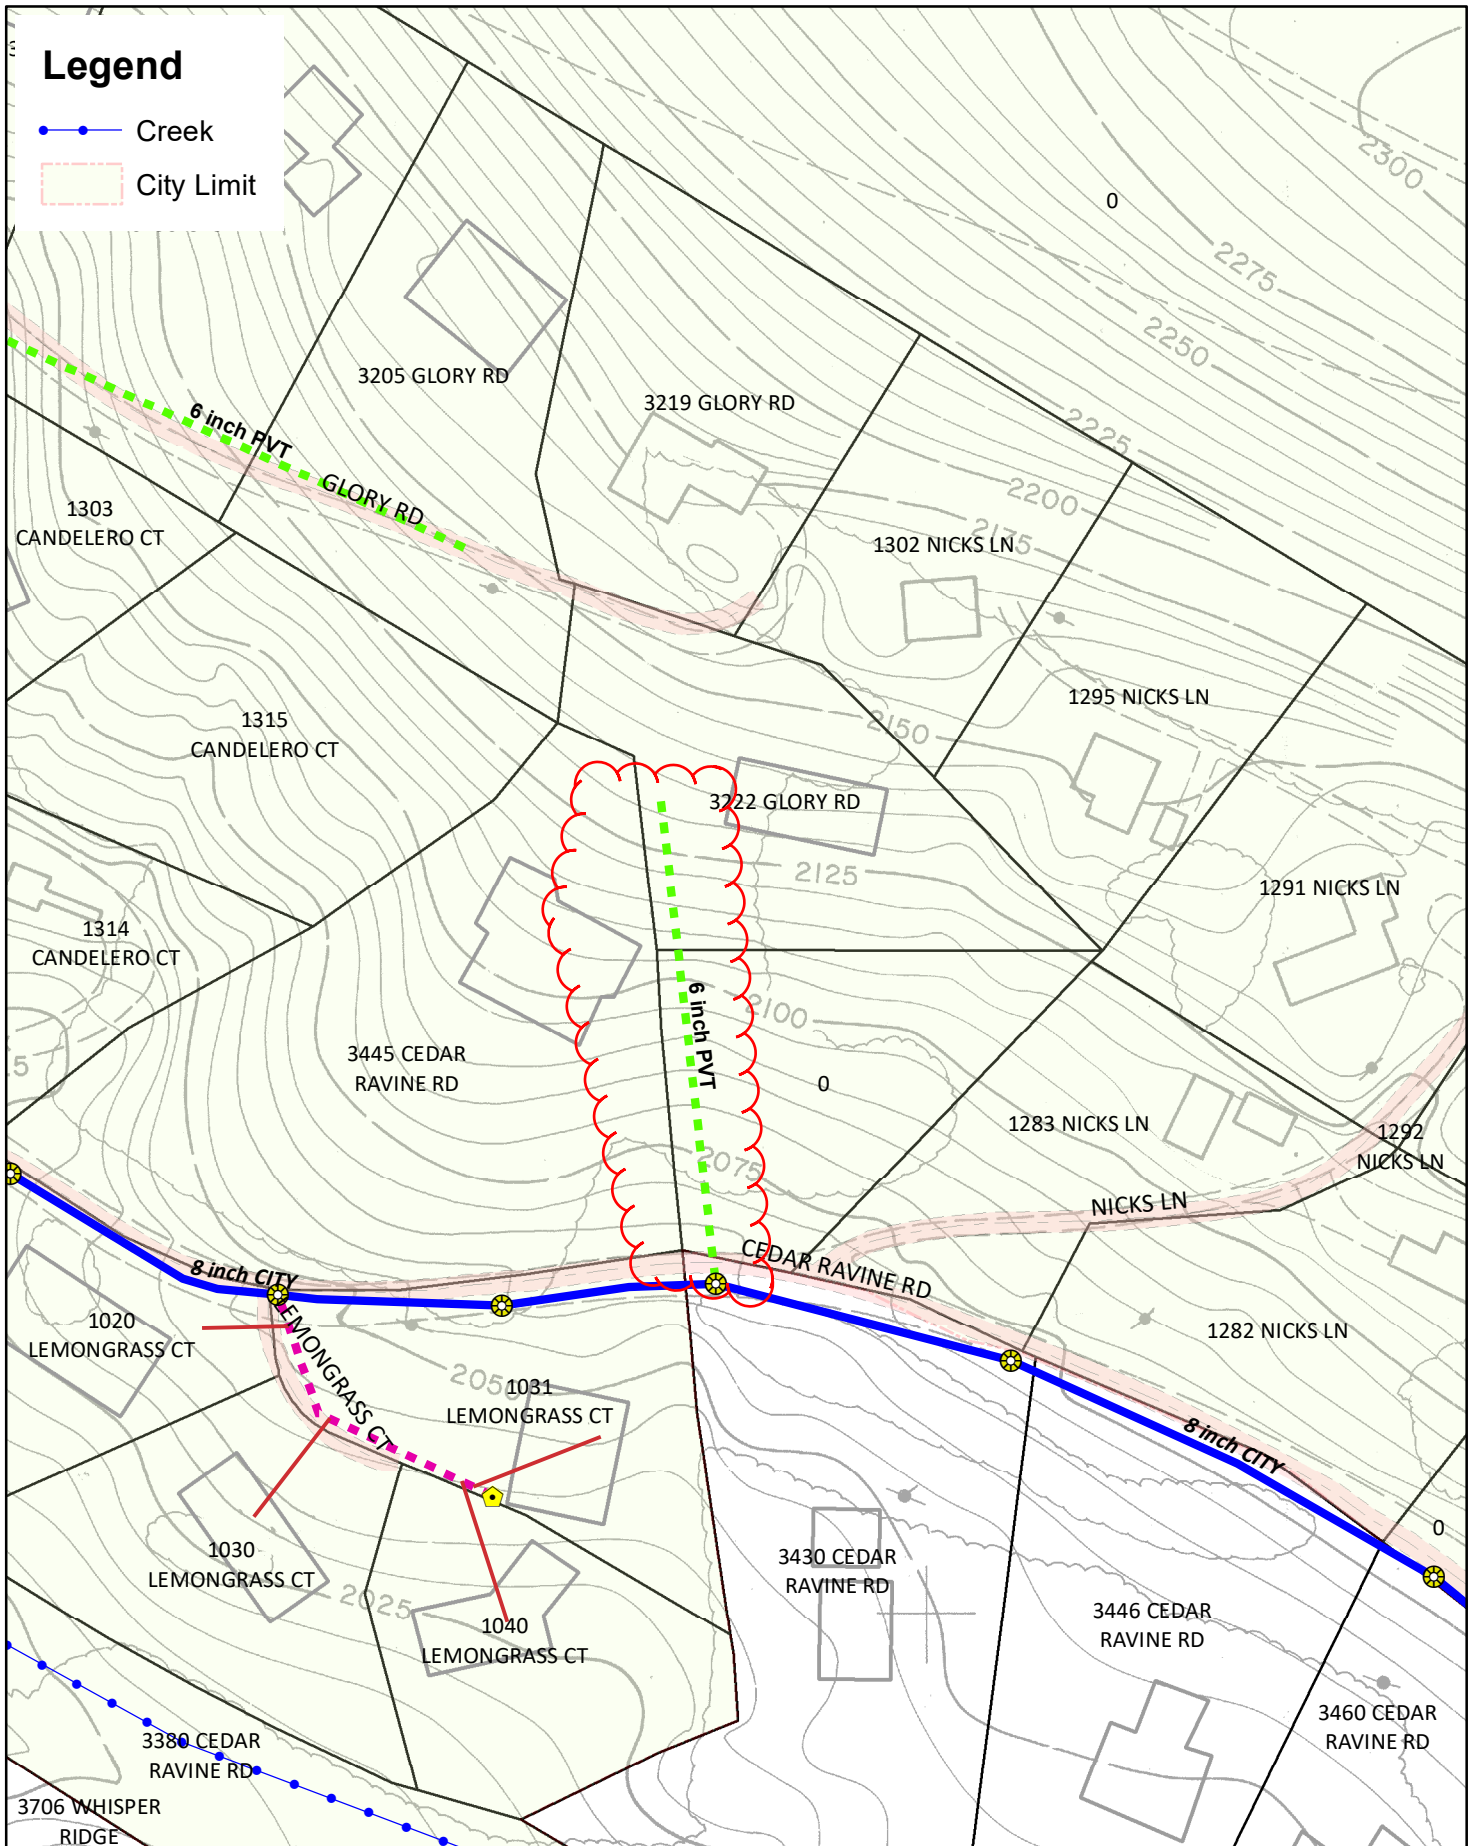 Legend
Creek
City Limit
2300
0
2275
2250
3205 GLORY RD
3219 GLORY RD
2225
6 inch PVT
GLORY RD
2200
2175
1303
CANDELERO CT
1302 NICKS LN
1295 NICKS LN
1315
CANDELERO CT
2150
3222 GLORY RD
2125
1291 NICKS LN
1314
CANDELERO CT
6 inch PVT
2100
3445 CEDAR
RAVINE RD
0
1283 NICKS LN
1292
NICKS LN
2075
NICKS LN
CEDAR RAVINE RD
8 inch CITY
1020
LEMONGRASS CT
LEMONGRASS CT
1282 NICKS LN
2050
1031
LEMONGRASS CT
8 inch CITY
0
1030
LEMONGRASS CT
3430 CEDAR
RAVINE RD
2025
1040
LEMONGRASS CT
3446 CEDAR
RAVINE RD
3460 CEDAR
RAVINE RD
3380 CEDAR
RAVINE RD
3706 WHISPER
RIDGE